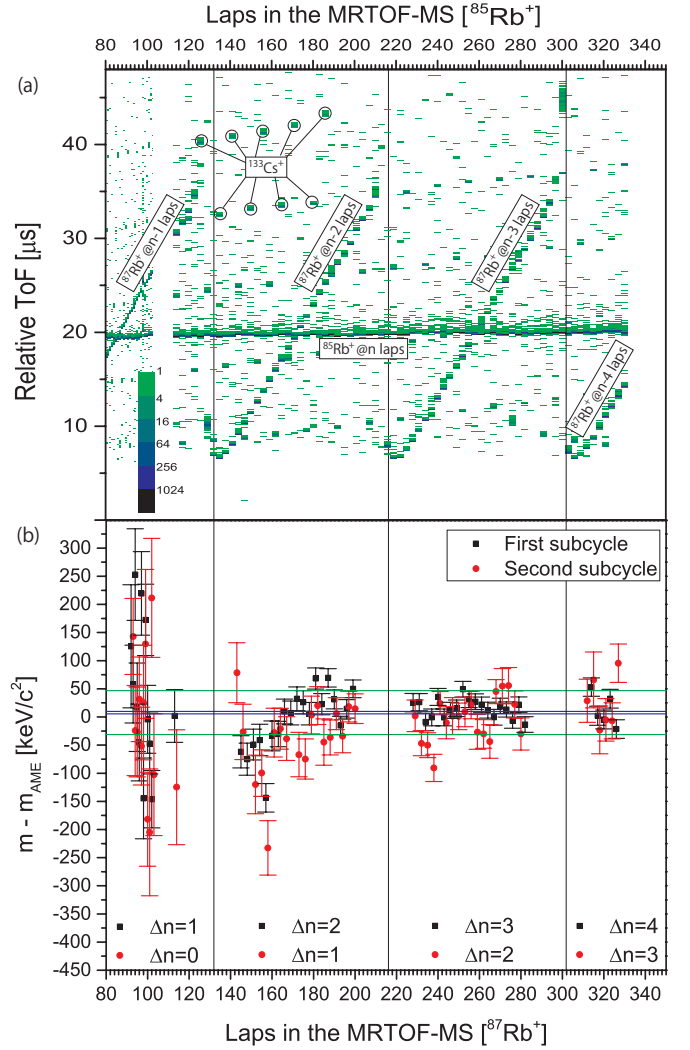 Laps in the MRTOF-MS [⁸⁵Rb⁺]
80 100 120 140 160 180 200 220 240 260 280 300 320
(a)
40
30
20
10
Relative ToF [μs]
¹³³Cs⁺
⁸⁷Rb⁺@n-1 laps
⁸⁷Rb⁺@n-2 laps
⁸⁷Rb⁺@n-3 laps
⁸⁵Rb⁺@n laps
⁸⁷Rb⁺@n-4 laps
1
4
16
64
256
1024
(b)
First subcycle
Second subcycle
300
250
200
150
100
50
0
-50
-100
-150
-200
-250
-300
-350
-400
-450
m - m_AME [keV/c²]
Δn=1 Δn=2 Δn=3 Δn=4
Δn=0 Δn=1 Δn=2 Δn=3
80 100 120 140 160 180 200 220 240 260 280 300 320
Laps in the MRTOF-MS [⁸⁷Rb⁺]